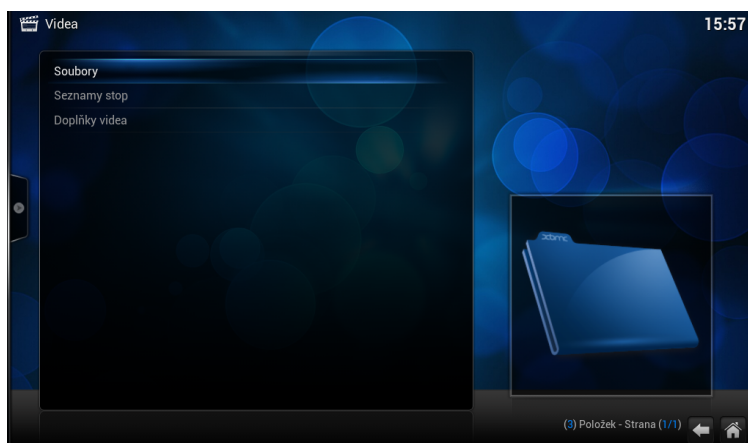 Videa
15:57
Soubory
Seznamy stop
Doplňky videa
xbmc
(3) Položek - Strana (1/1)